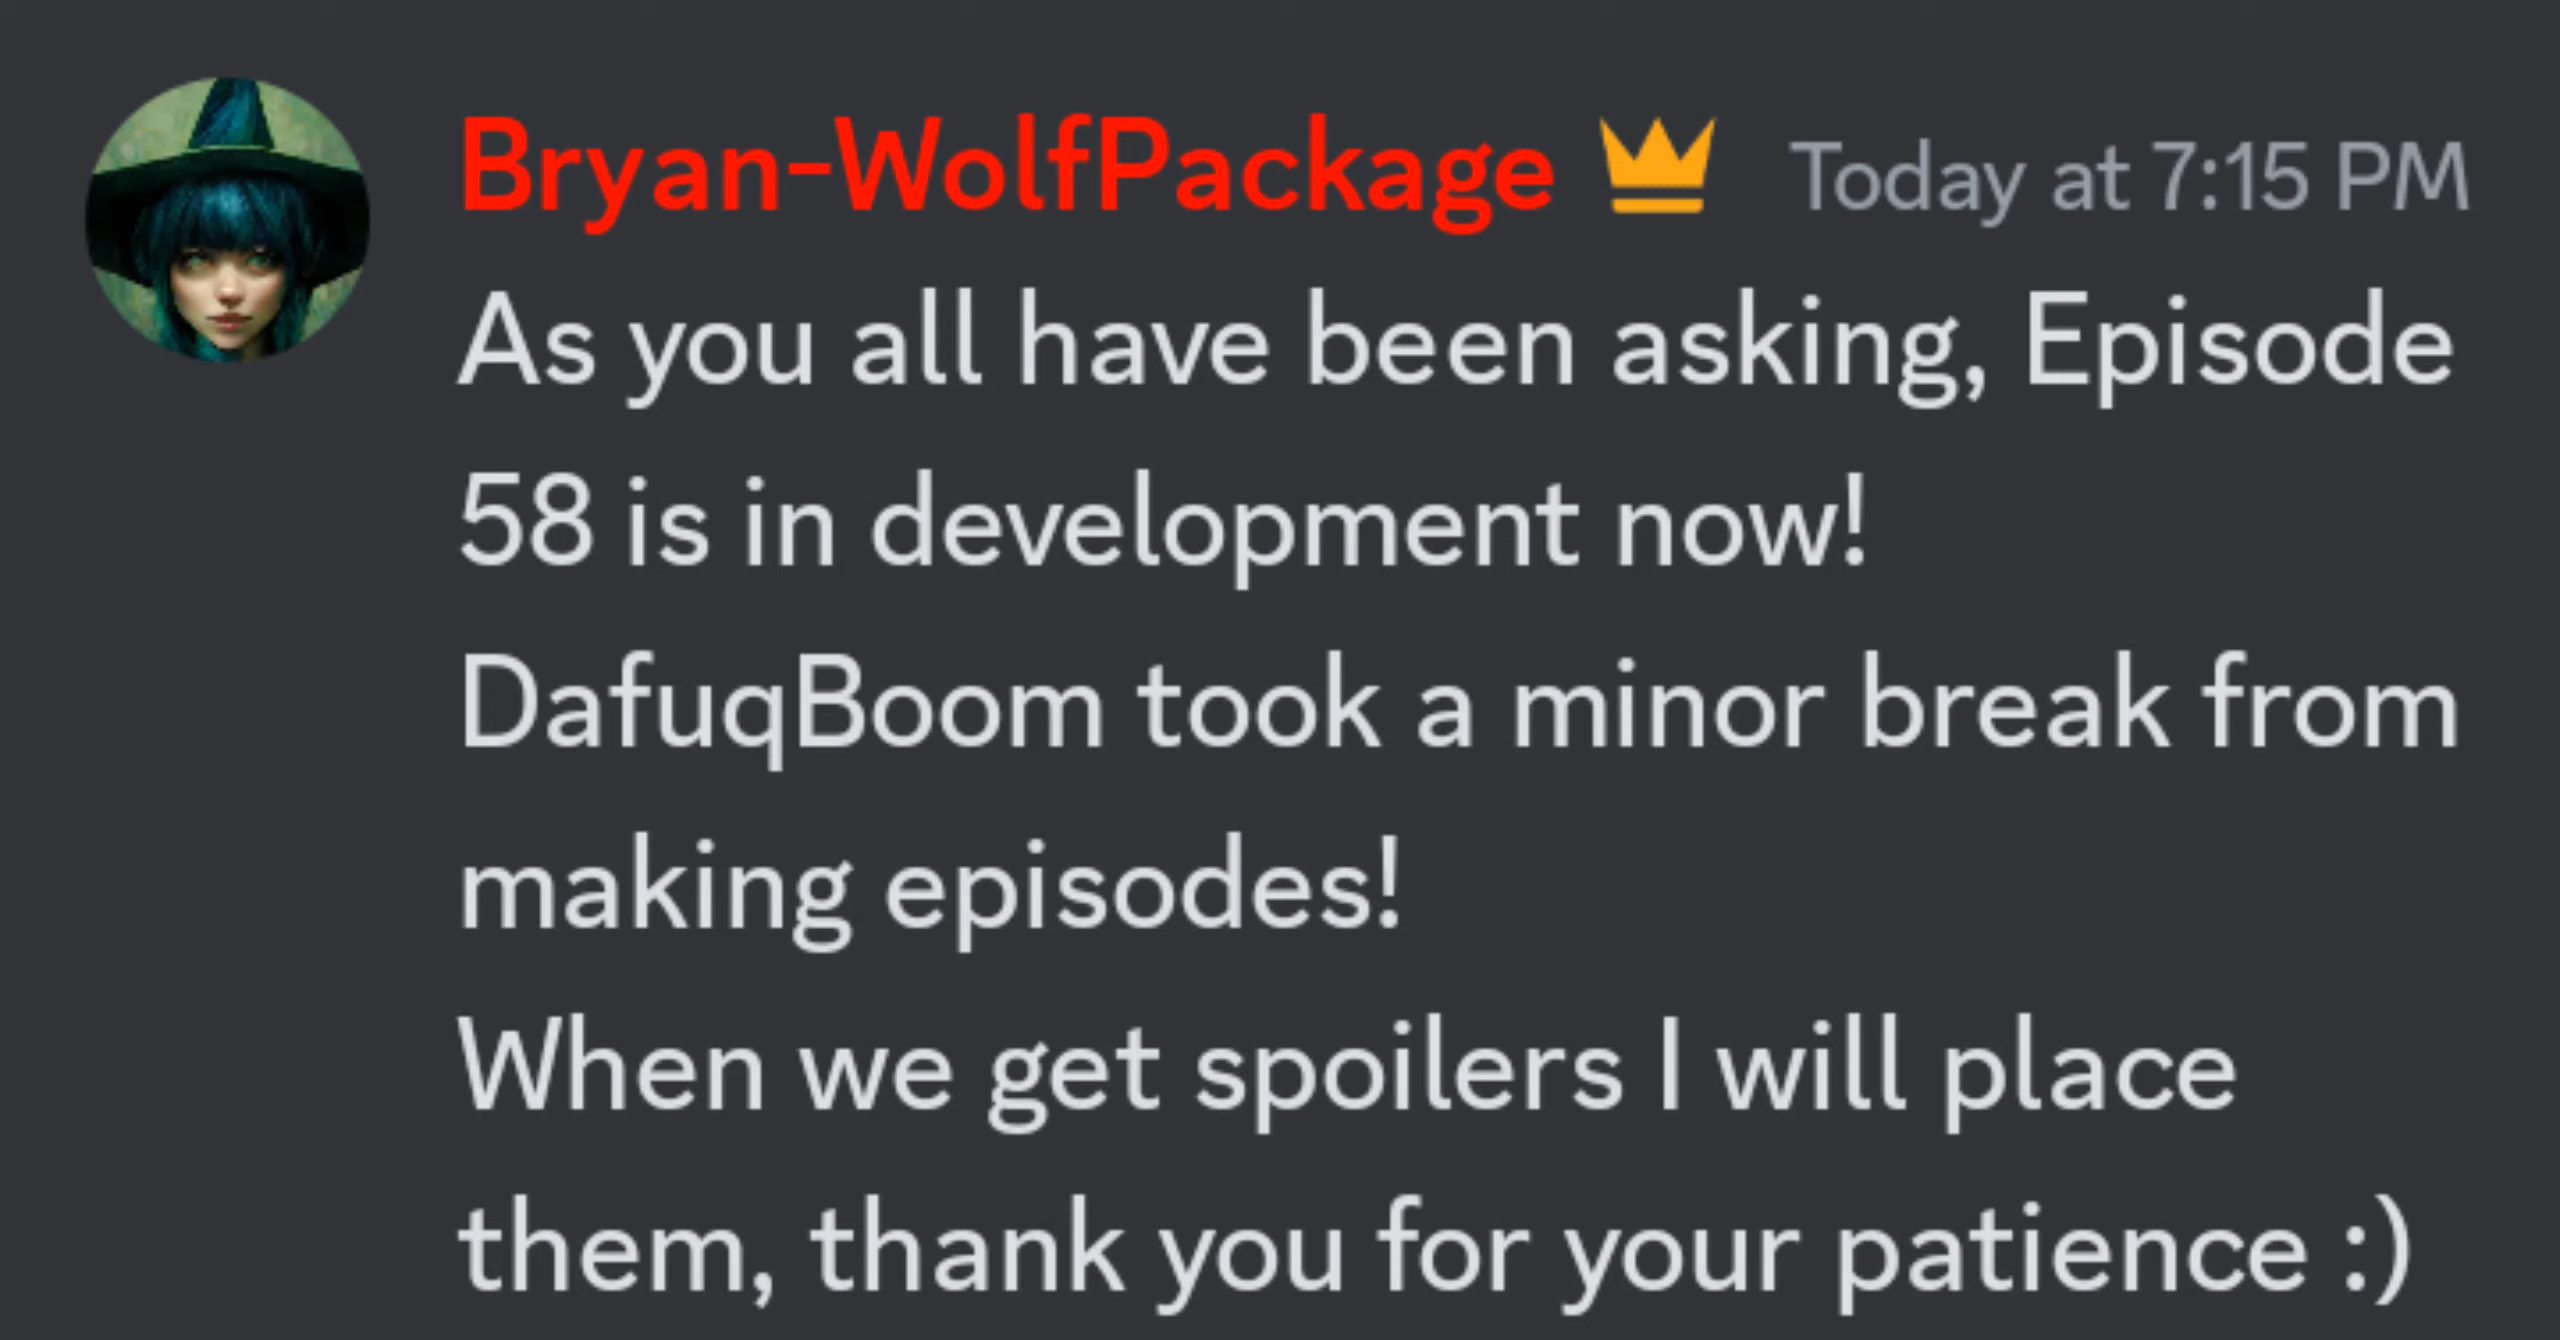 Bryan-WolfPackage Today at 7:15 PM
As you all have been asking, Episode
58 is in development now!
DafuqBoom took a minor break from
making episodes!
When we get spoilers I will place
them, thank you for your patience :)